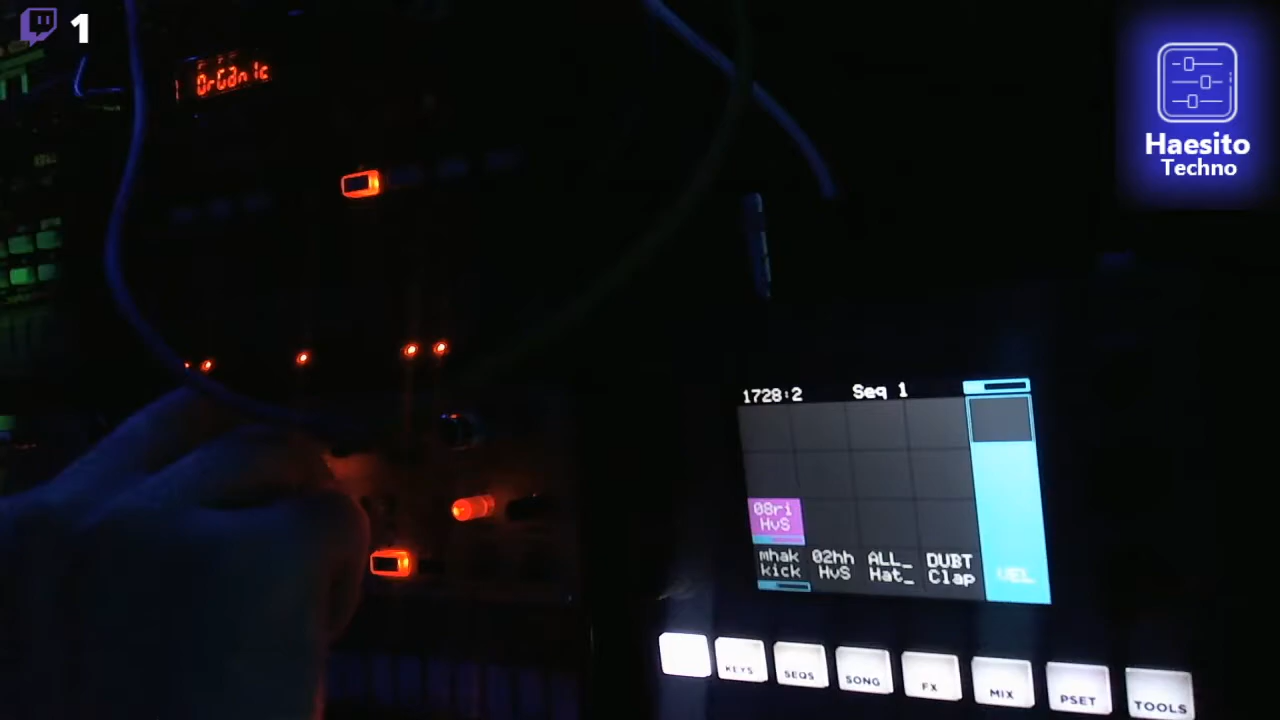 1
OrGanic
Haesito
Techno
1728:2
Seq 1
08ri
HvS
mhak
kick
02hh
HvS
ALL_
Hat_
DUBT
Clap
VEL
KEYS
SEQS
SONG
FX
MIX
PSET
TOOLS